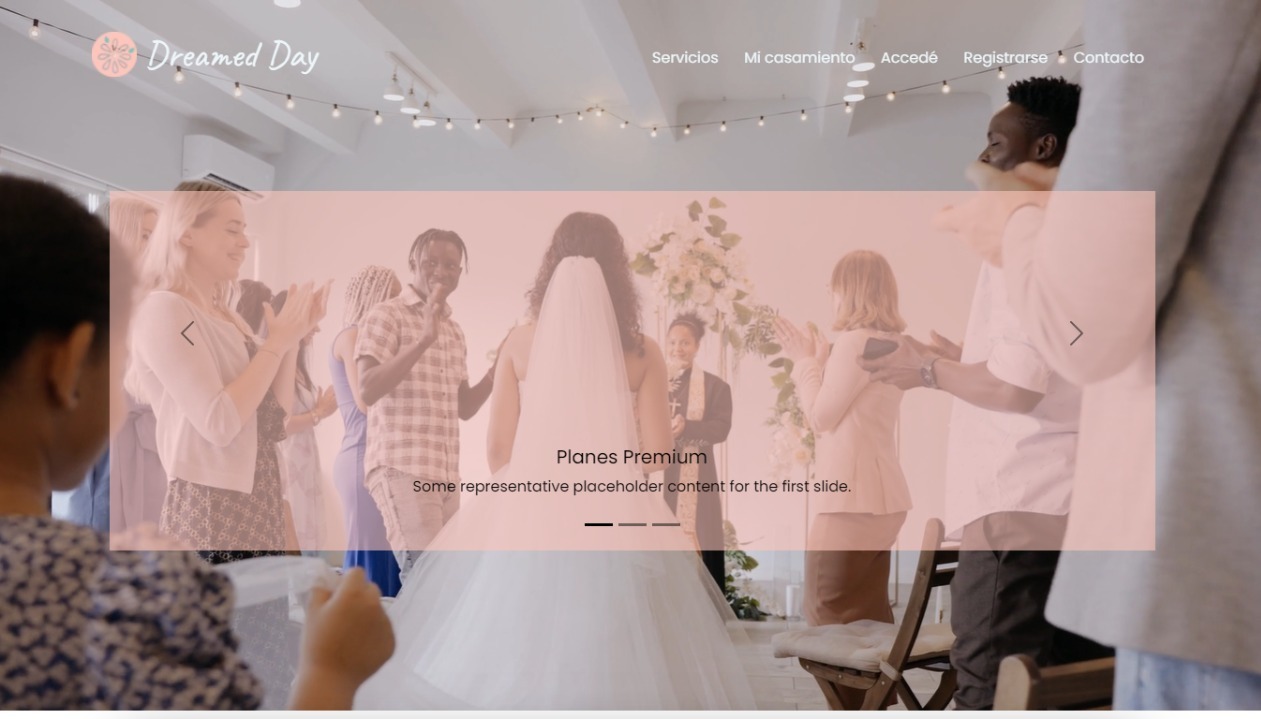 Dreamed Day
Servicios Mi casamiento Accedé Registrarse Contacto
Planes Premium
Some representative placeholder content for the first slide.